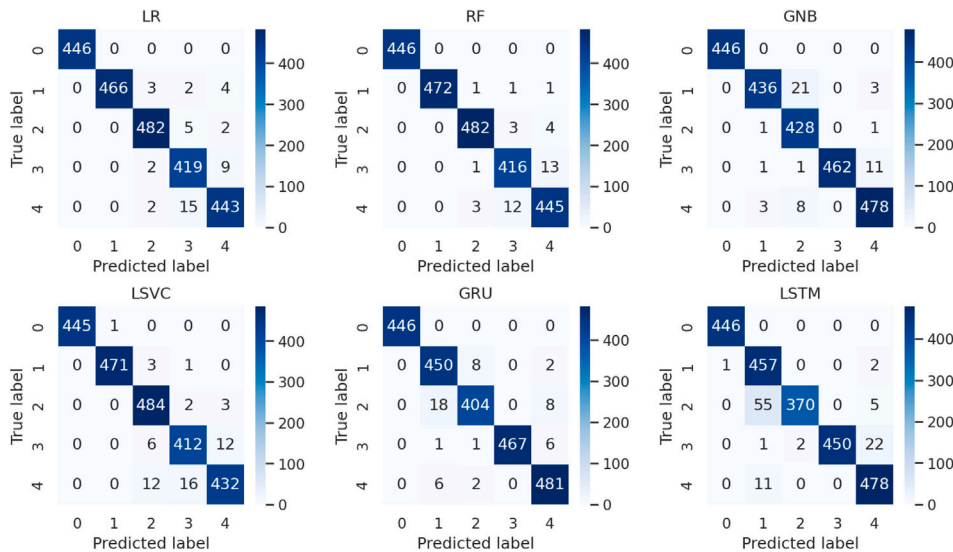 LR
RF
GNB
0 446 0 0 0 0
1 0 466 3 2 4
2 0 0 482 5 2
3 0 0 2 419 9
4 0 0 2 15 443
0 1 2 3 4
True label
Predicted label
400
300
200
100
0
0 446 0 0 0 0
1 0 472 1 1 1
2 0 0 482 3 4
3 0 0 1 416 13
4 0 0 3 12 445
0 1 2 3 4
True label
Predicted label
400
300
200
100
0
0 446 0 0 0 0
1 0 436 21 0 3
2 0 1 428 0 1
3 0 1 1 462 11
4 0 3 8 0 478
0 1 2 3 4
True label
Predicted label
400
300
200
100
0
LSVC
GRU
LSTM
0 445 1 0 0 0
1 0 471 3 1 0
2 0 0 484 2 3
3 0 0 6 412 12
4 0 0 12 16 432
0 1 2 3 4
True label
Predicted label
400
300
200
100
0
0 446 0 0 0 0
1 0 450 8 0 2
2 0 18 404 0 8
3 0 1 1 467 6
4 0 6 2 0 481
0 1 2 3 4
True label
Predicted label
400
300
200
100
0
0 446 0 0 0 0
1 1 457 0 0 2
2 0 55 370 0 5
3 0 1 2 450 22
4 0 11 0 0 478
0 1 2 3 4
True label
Predicted label
400
300
200
100
0